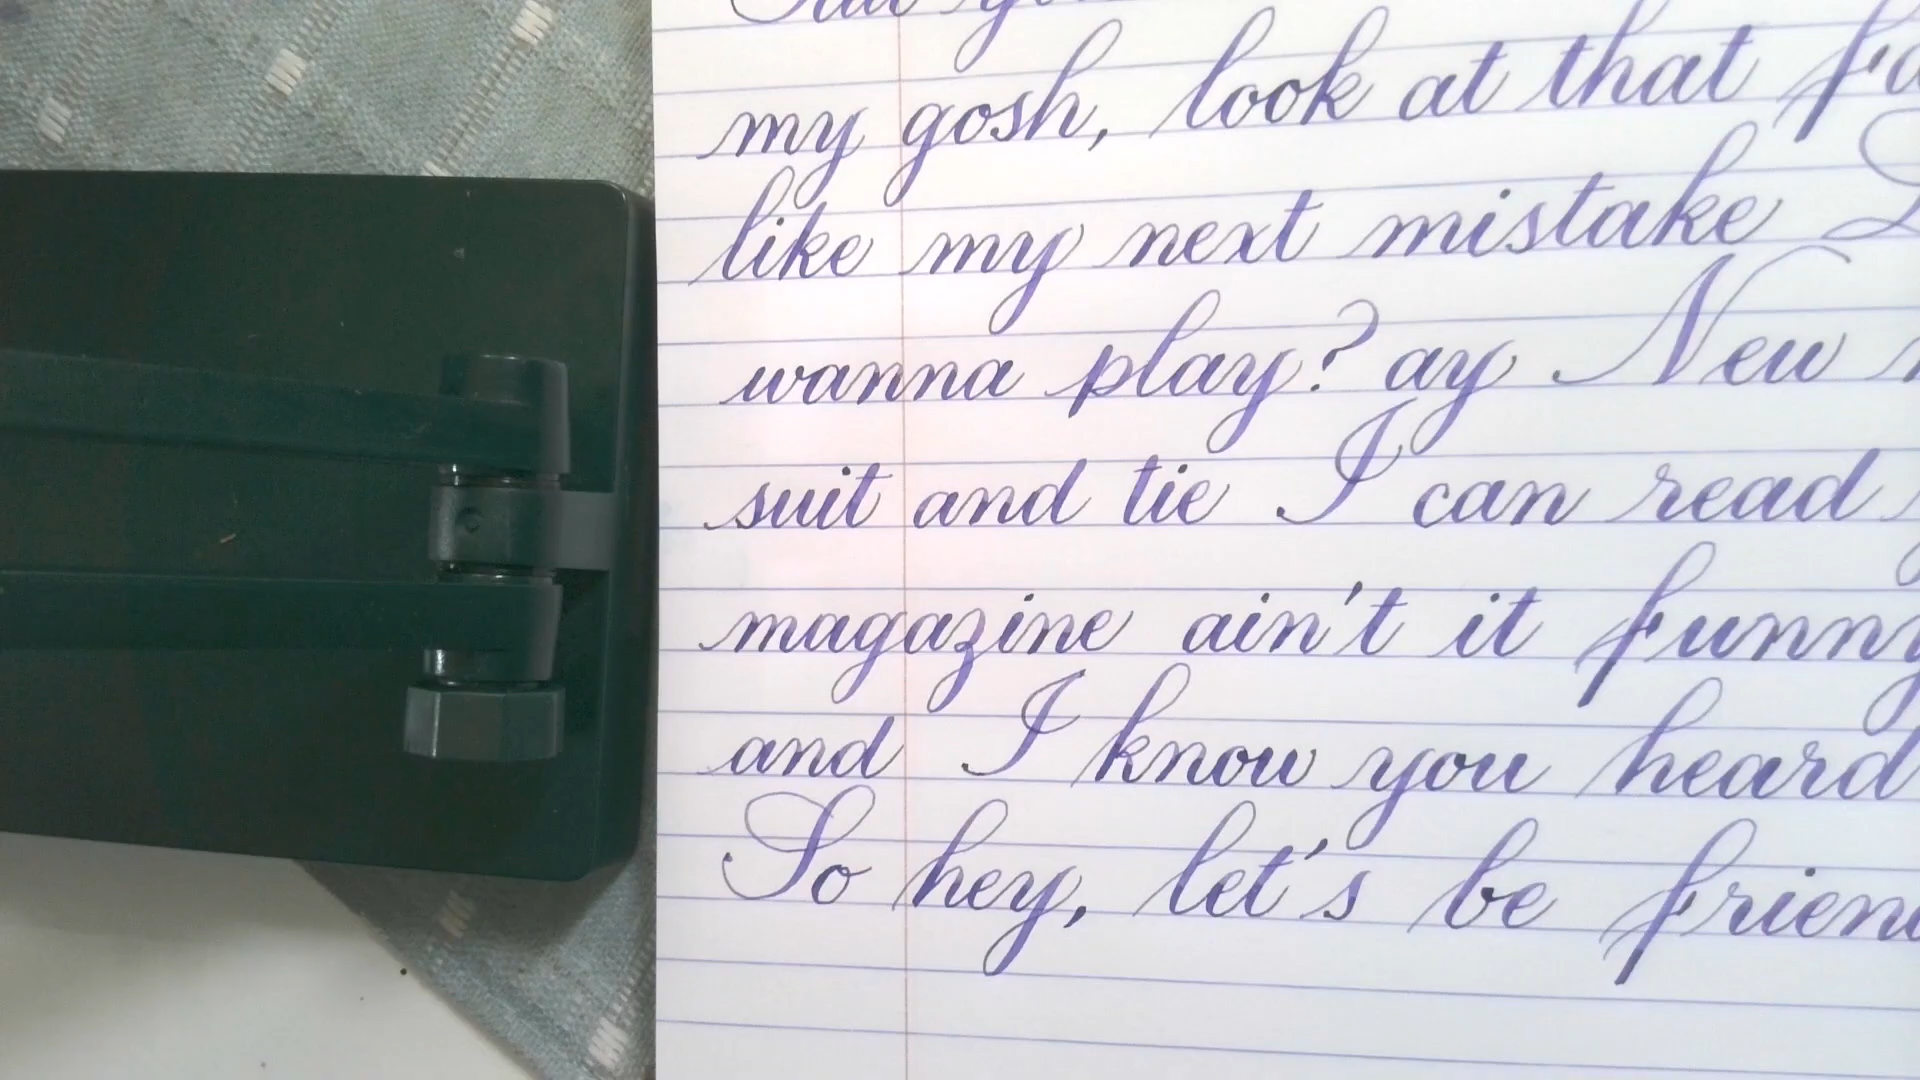 my gosh, look at that
like my next mistake
wanna play? ay New
suit and tie I can read
magazine ain't it funny
and I know you heard
So hey, let's be